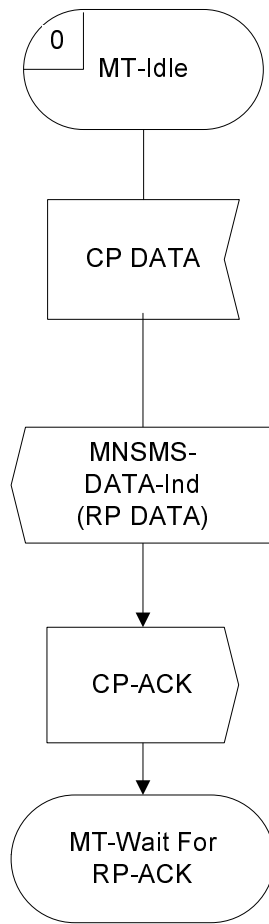 0
MT-Idle
CP DATA
MNSMS-
DATA-Ind
(RP DATA)
CP-ACK
MT-Wait For
RP-ACK